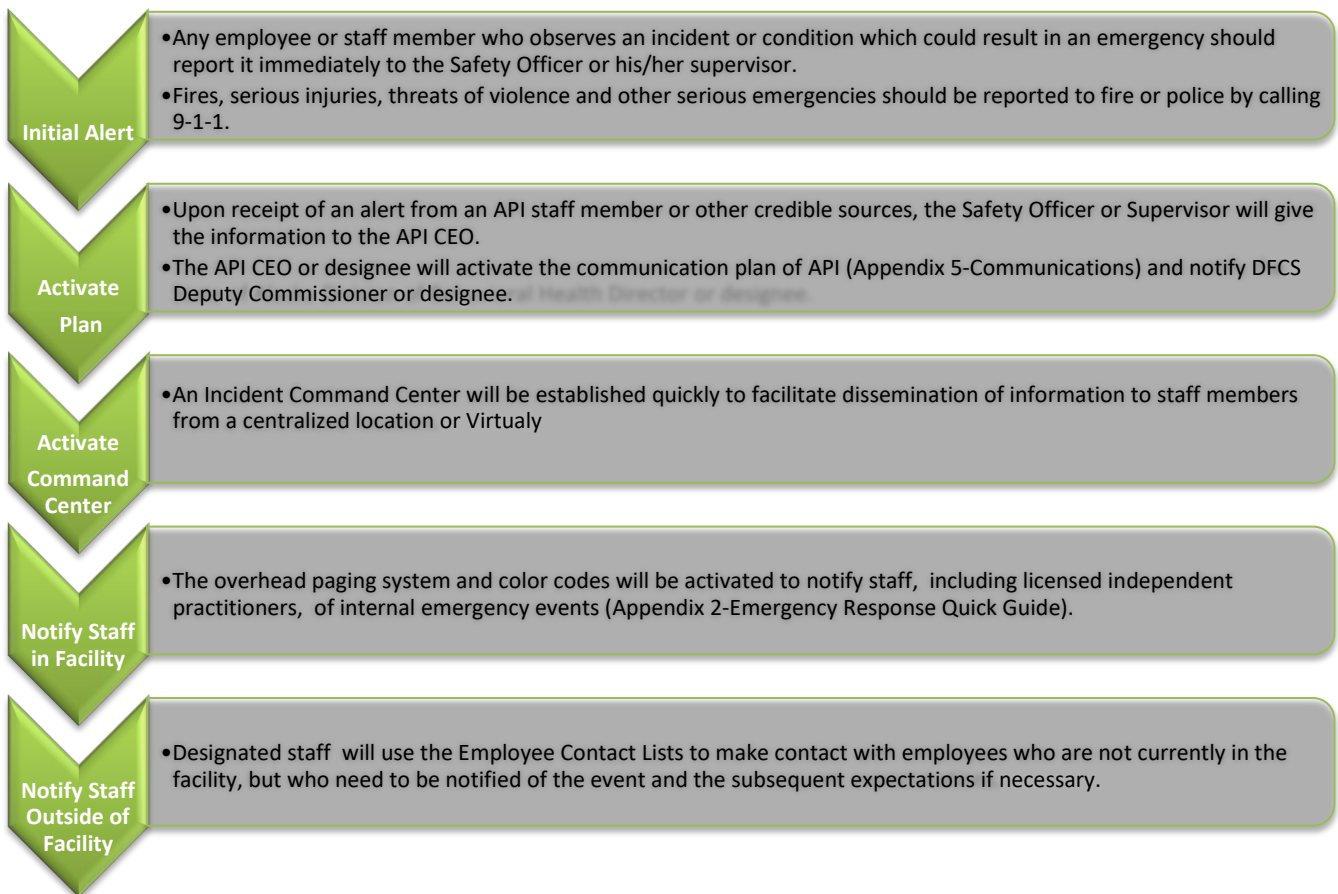 Initial Alert
•Any employee or staff member who observes an incident or condition which could result in an emergency should
report it immediately to the Safety Officer or his/her supervisor.
•Fires, serious injuries, threats of violence and other serious emergencies should be reported to fire or police by calling
9-1-1.
Activate
Plan
•Upon receipt of an alert from an API staff member or other credible sources, the Safety Officer or Supervisor will give
the information to the API CEO.
•The API CEO or designee will activate the communication plan of API (Appendix 5-Communications) and notify DFCS
Deputy Commissioner or designee. Health Director or designee.
Activate
Command
Center
•An Incident Command Center will be established quickly to facilitate dissemination of information to staff members
from a centralized location or Virtualy
Notify Staff
in Facility
•The overhead paging system and color codes will be activated to notify staff,  including licensed independent
practitioners,  of internal emergency events (Appendix 2-Emergency Response Quick Guide).
Notify Staff
Outside of
Facility
•Designated staff  will use the Employee Contact Lists to make contact with employees who are not currently in the
facility, but who need to be notified of the event and the subsequent expectations if necessary.